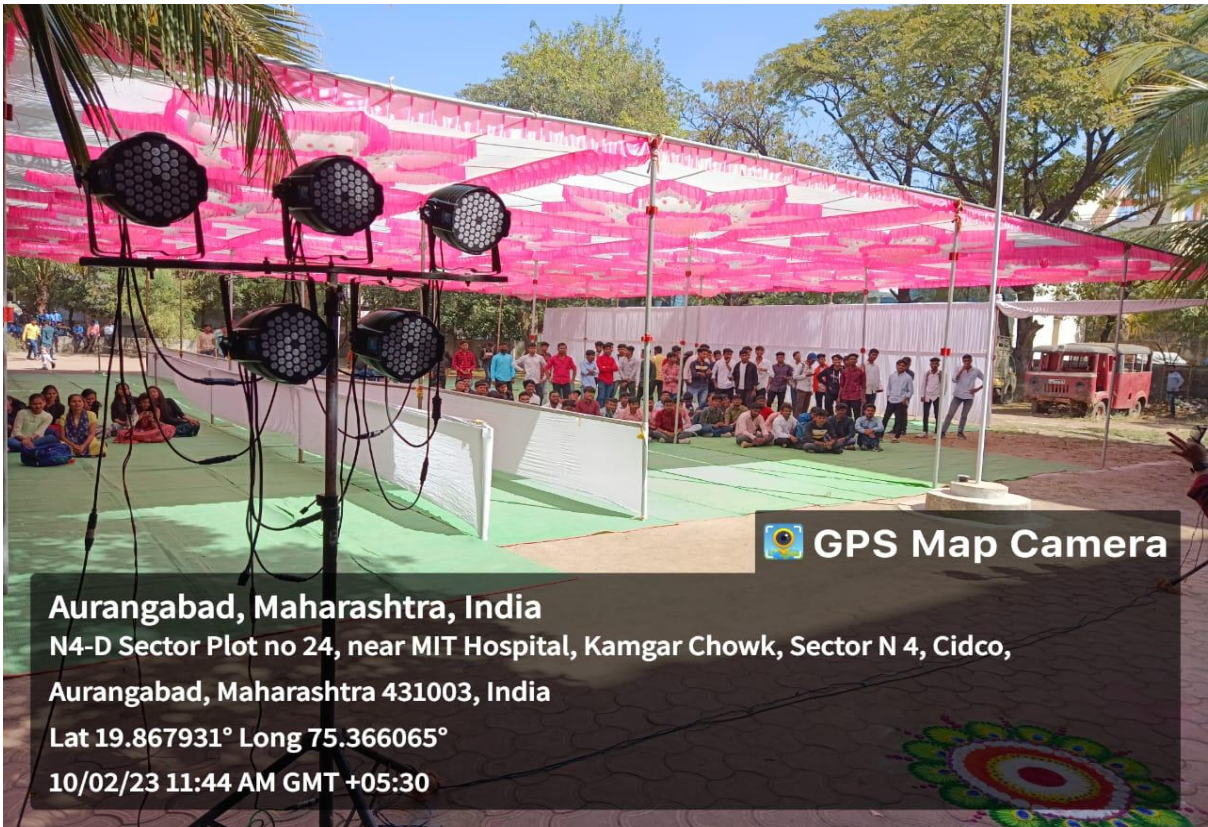 GPS Map Camera
Aurangabad, Maharashtra, India
N4-D Sector Plot no 24, near MIT Hospital, Kamgar Chowk, Sector N 4, Cidco,
Aurangabad, Maharashtra 431003, India
Lat 19.867931° Long 75.366065°
10/02/23 11:44 AM GMT +05:30